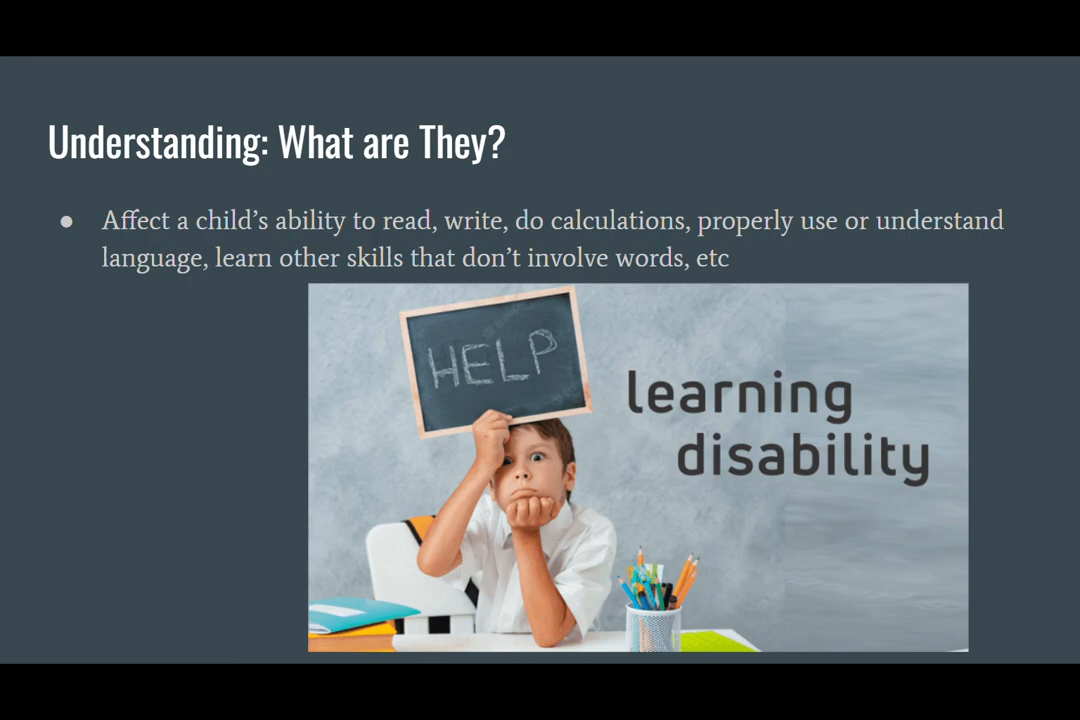 Understanding: What are They?
● Affect a child’s ability to read, write, do calculations, properly use or understand
language, learn other skills that don’t involve words, etc
HELP
learning
disability